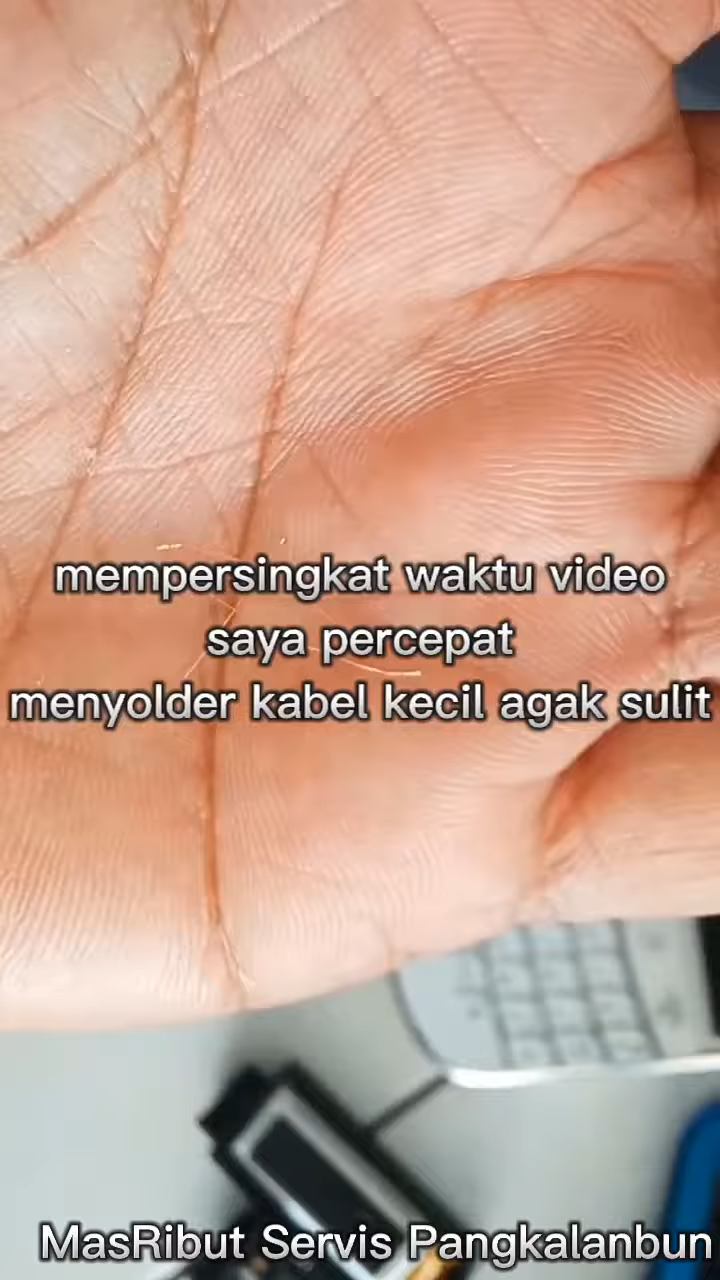 mempersingkat waktu video
saya percepat
menyolder kabel kecil agak sulit
MasRibut Servis Pangkalanbun